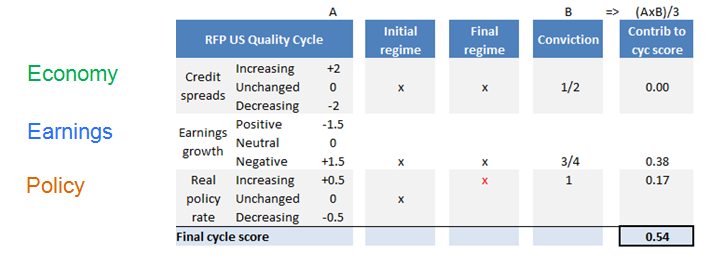 A B => (AxB)/3
RFP US Quality Cycle Initial regime Final regime Conviction Contrib to cyc score
Economy
Credit spreads
Increasing +2
Unchanged 0 x x 1/2 0.00
Decreasing -2
Earnings
Earnings growth
Positive -1.5
Neutral 0
Negative +1.5 x x 3/4 0.38
Policy
Real policy rate
Increasing +0.5 x 1 0.17
Unchanged 0 x
Decreasing -0.5
Final cycle score 0.54